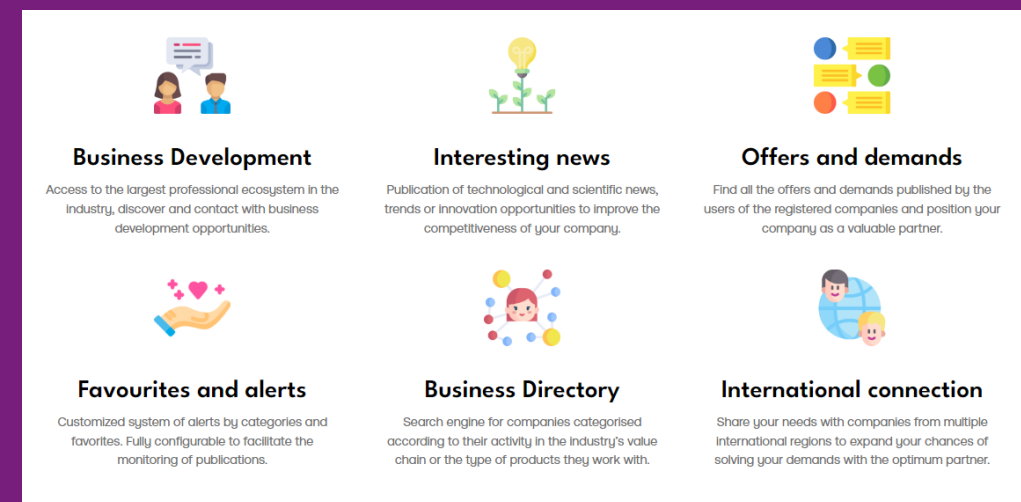 Business Development
Access to the largest professional ecosystem in the
industry, discover and contact with business
development opportunities.
Interesting news
Publication of technological and scientific news,
trends or innovation opportunities to improve the
competitiveness of your company.
Offers and demands
Find all the offers and demands published by the
users of the registered companies and position your
company as a valuable partner.
Favourites and alerts
Customized system of alerts by categories and
favorites. Fully configurable to facilitate the
monitoring of publications.
Business Directory
Search engine for companies categorised
according to their activity in the industry's value
chain or the type of products they work with.
International connection
Share your needs with companies from multiple
international regions to expand your chances of
solving your demands with the optimum partner.